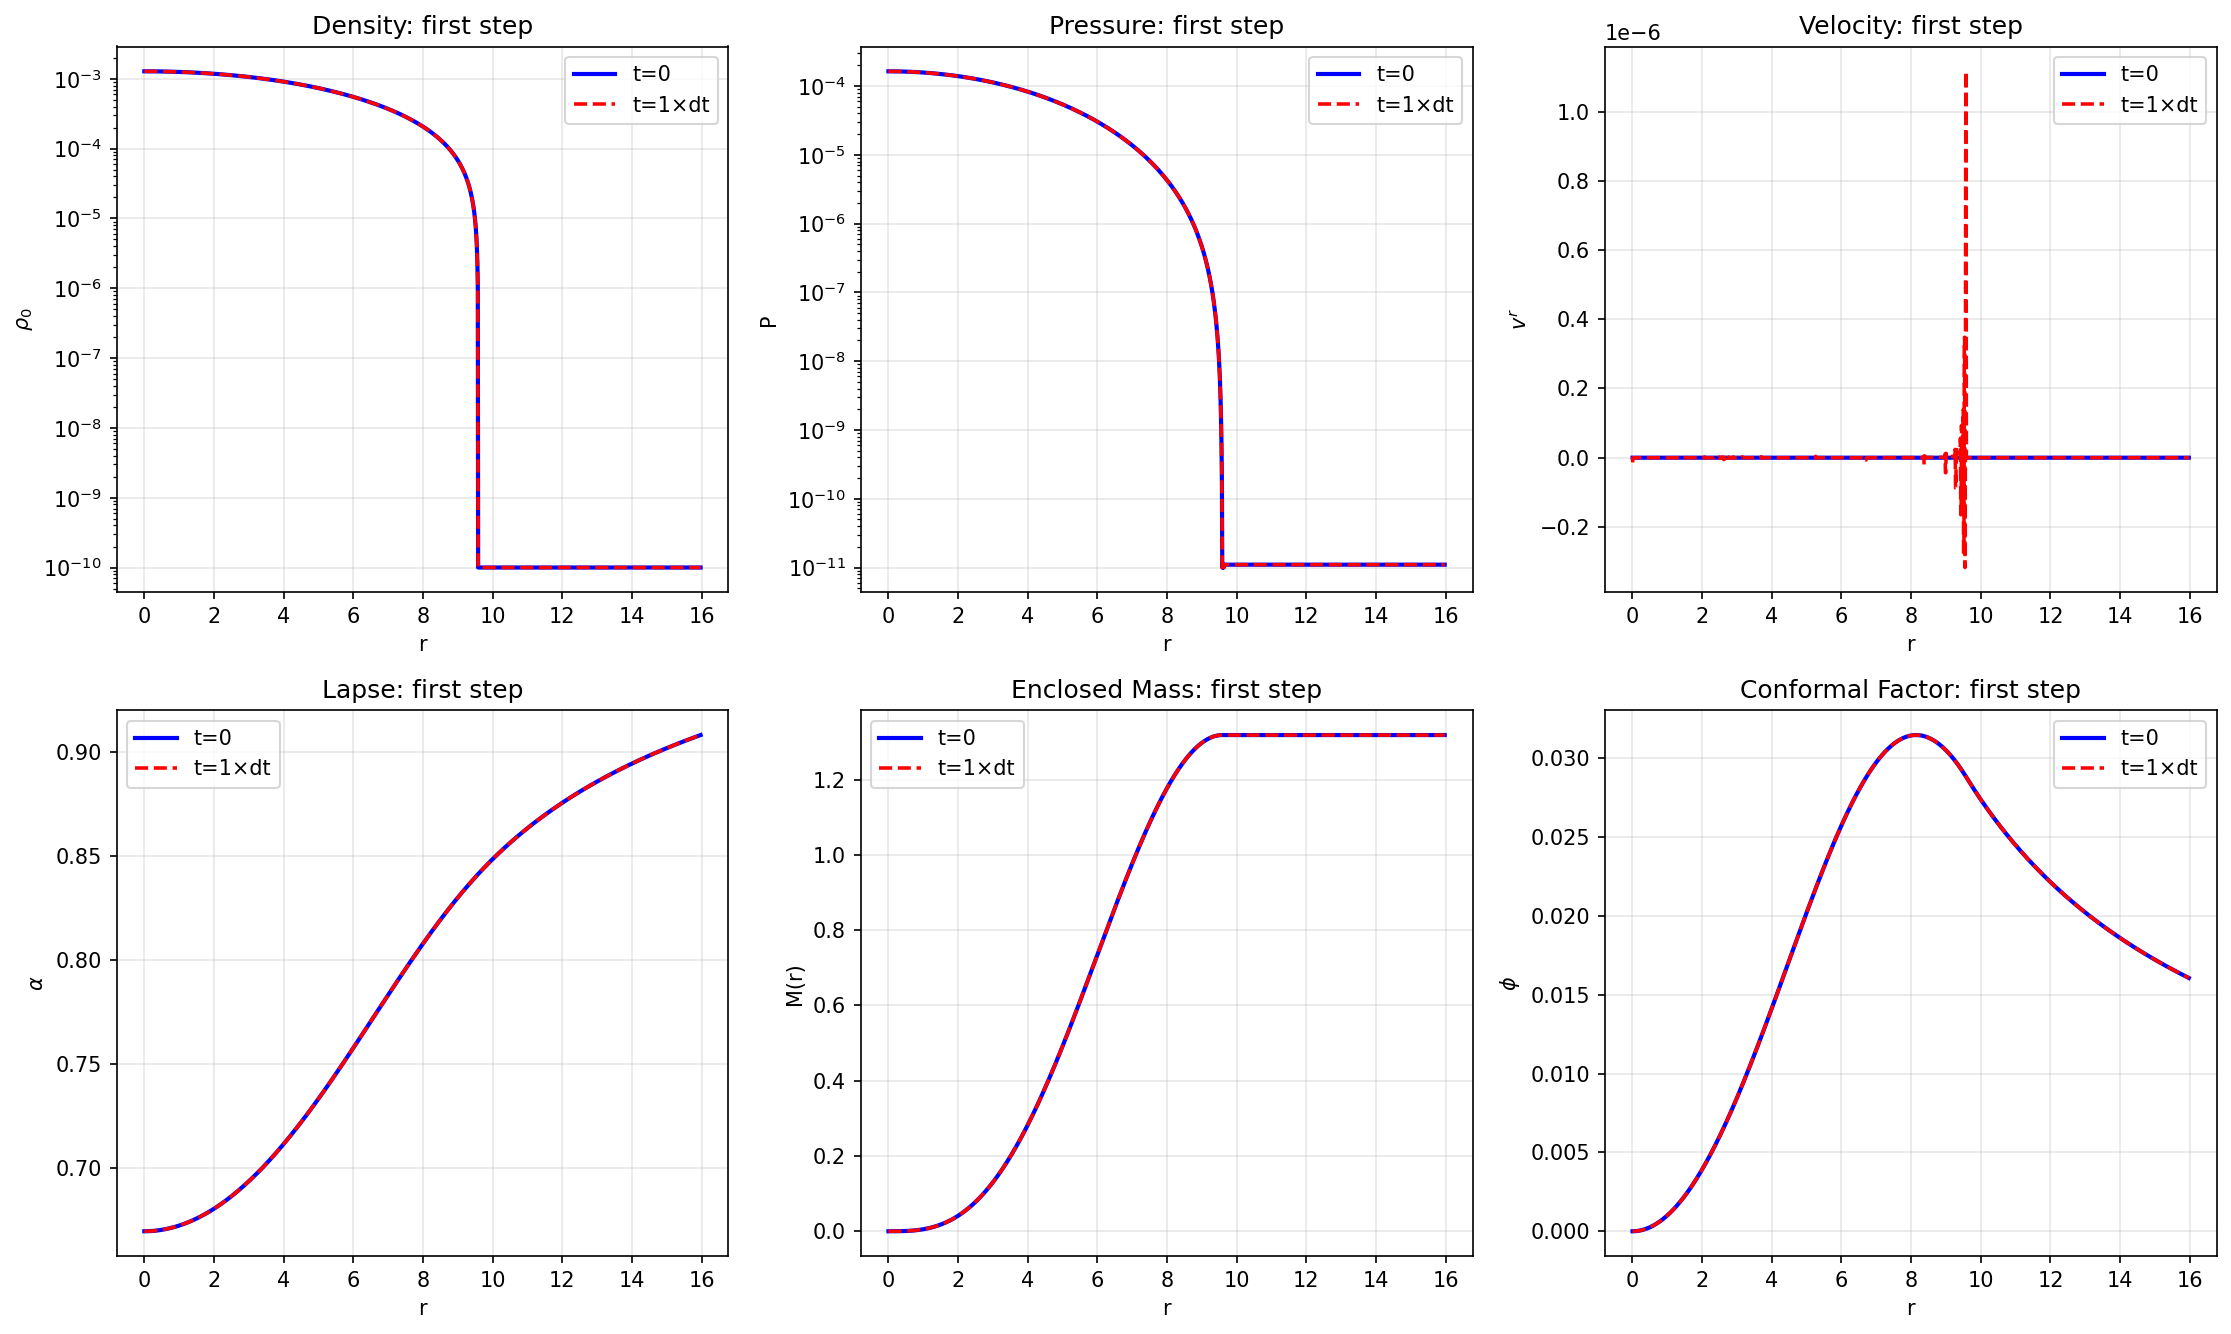 Density: first step
10⁻³
10⁻⁴
10⁻⁵
10⁻⁶
10⁻⁷
10⁻⁸
10⁻⁹
10⁻¹⁰
ρ₀
0 2 4 6 8 10 12 14 16
r
t=0
t=1×dt
Pressure: first step
10⁻⁴
10⁻⁵
10⁻⁶
10⁻⁷
10⁻⁸
10⁻⁹
10⁻¹⁰
10⁻¹¹
P
0 2 4 6 8 10 12 14 16
r
t=0
t=1×dt
Velocity: first step
1e−6
1.0
0.8
0.6
0.4
0.2
0.0
−0.2
vʳ
0 2 4 6 8 10 12 14 16
r
t=0
t=1×dt
Lapse: first step
0.90
0.85
0.80
0.75
0.70
α
0 2 4 6 8 10 12 14 16
r
t=0
t=1×dt
Enclosed Mass: first step
1.2
1.0
0.8
0.6
0.4
0.2
0.0
M(r)
0 2 4 6 8 10 12 14 16
r
t=0
t=1×dt
Conformal Factor: first step
0.030
0.025
0.020
0.015
0.010
0.005
0.000
ϕ
0 2 4 6 8 10 12 14 16
r
t=0
t=1×dt